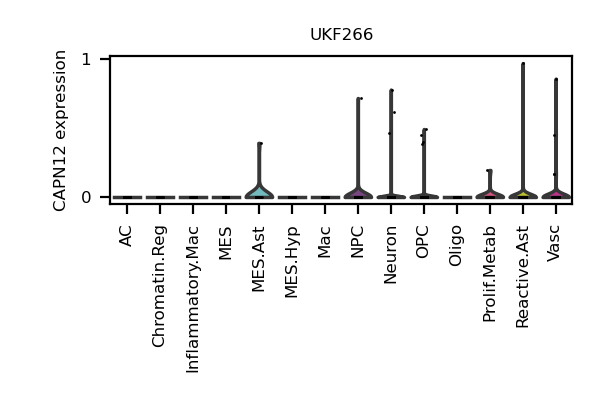 UKF266
CAPN12 expression
1
0
AC
Chromatin.Reg
Inflammatory.Mac
MES
MES.Ast
MES.Hyp
Mac
NPC
Neuron
OPC
Oligo
Prolif.Metab
Reactive.Ast
Vasc